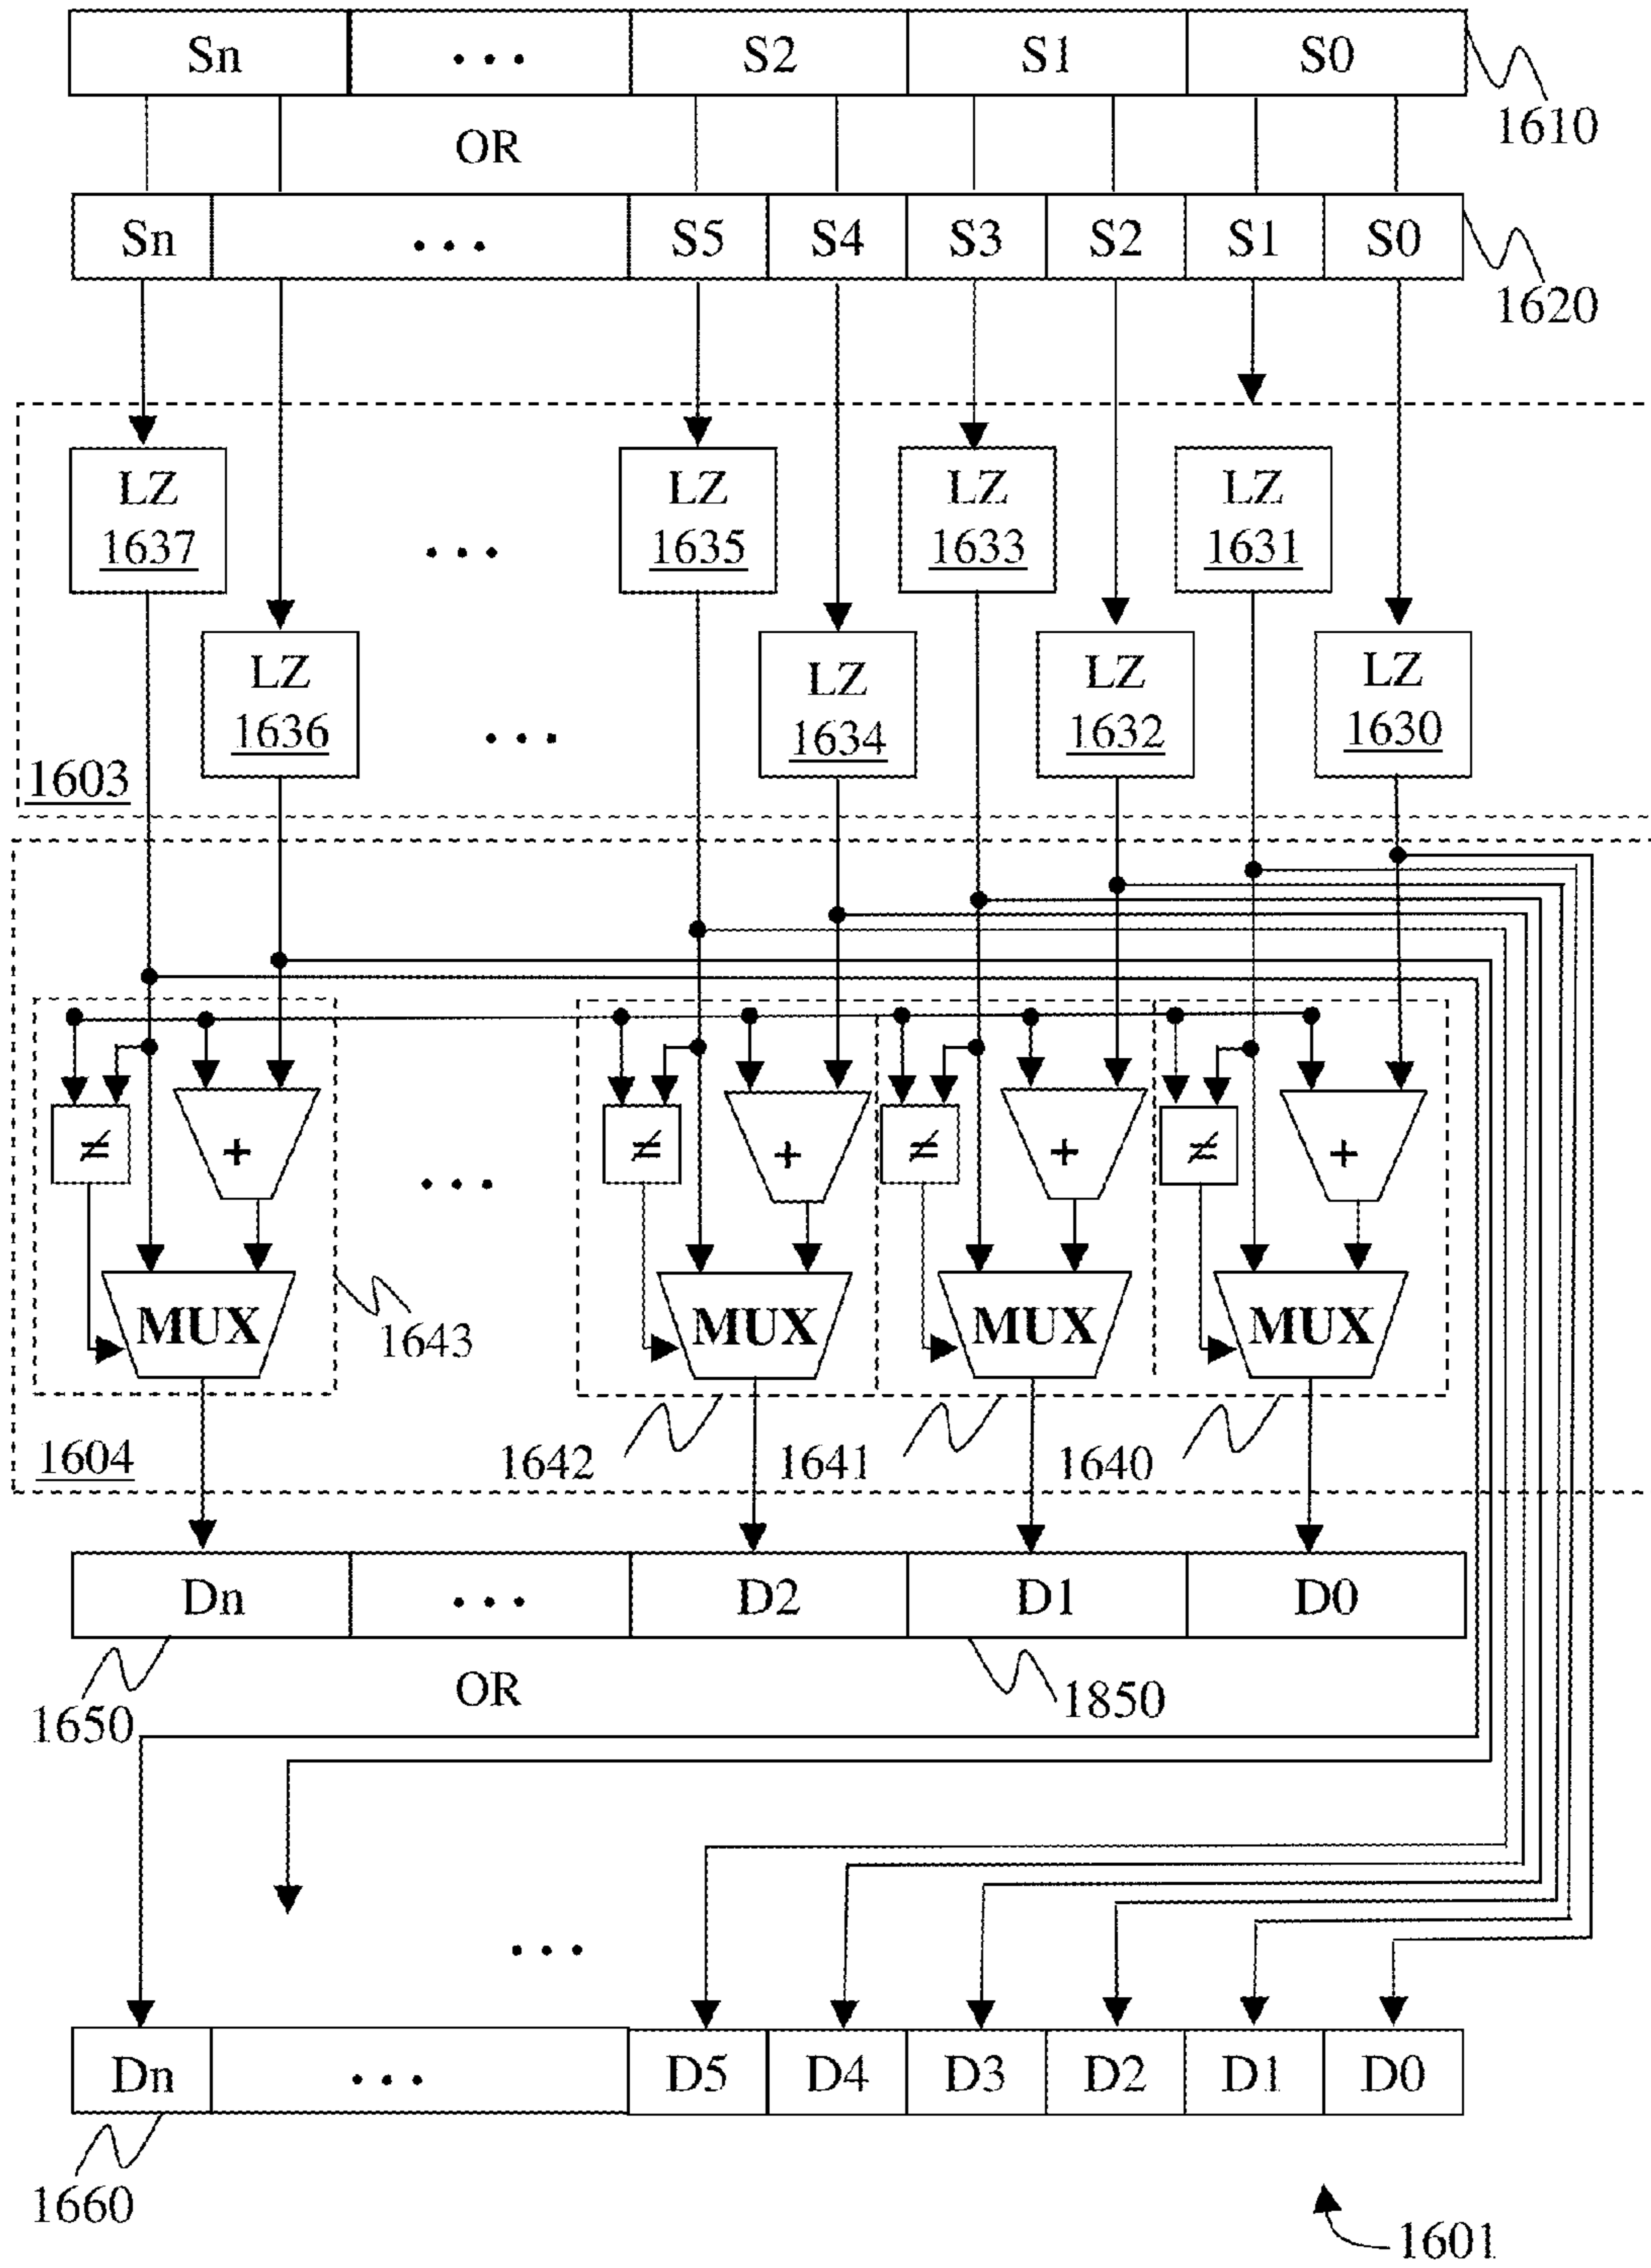 Sn ... S2 S1 S0
1610
OR
Sn ... S5 S4 S3 S2 S1 S0
1620
LZ LZ LZ LZ
1637 ... 1635 1633 1631
LZ LZ LZ LZ
1636 ... 1634 1632 1630
1603
≠ + ... ≠ + ≠ + ≠ +
MUX MUX MUX MUX
1643
1604 1642 1641 1640
Dn ... D2 D1 D0
1650 OR 1850
...
Dn ... D5 D4 D3 D2 D1 D0
1660
1601